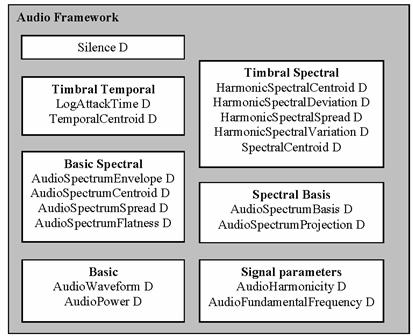 Audio Framework
Silence D
Timbral Temporal
LogAttackTime D
TemporalCentroid D
Basic Spectral
AudioSpectrumEnvelope D
AudioSpectrumCentroid D
AudioSpectrumSpread D
AudioSpectrumFlatness D
Basic
AudioWaveform D
AudioPower D
Timbral Spectral
HarmonicSpectralCentroid D
HarmonicSpectralDeviation D
HarmonicSpectralSpread D
HarmonicSpectralVariation D
SpectralCentroid D
Spectral Basis
AudioSpectrumBasis D
AudioSpectrumProjection D
Signal parameters
AudioHarmonicity D
AudioFundamentalFrequency D